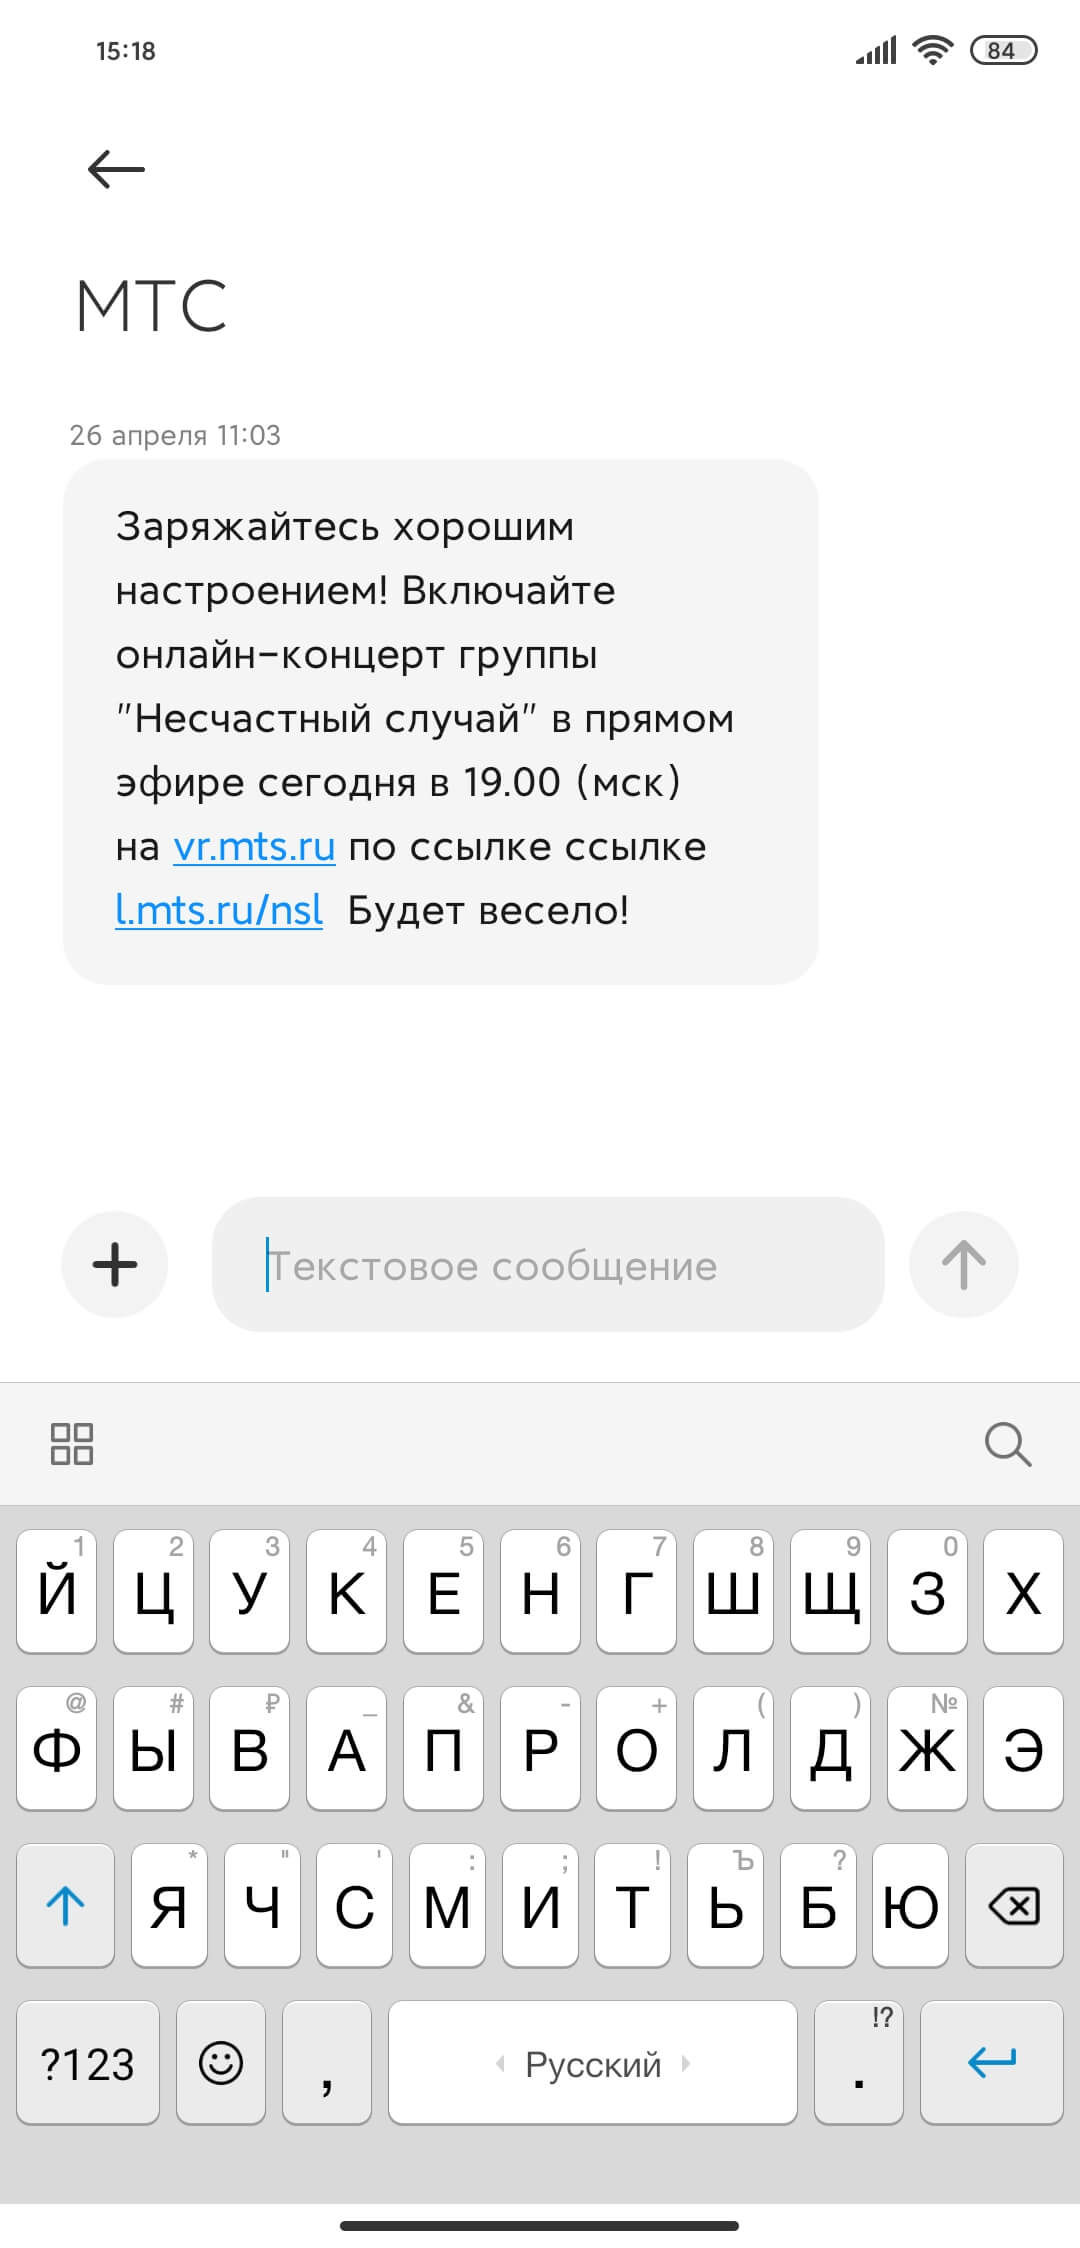 15:18
84
МТС
26 апреля 11:03
Заряжайтесь хорошим
настроением! Включайте
онлайн-концерт группы
"Несчастный случай" в прямом
эфире сегодня в 19.00 (мск)
на vr.mts.ru по ссылке ссылке
l.mts.ru/nsl Будет весело!
Текстовое сообщение
1 2 3 4 5 6 7 8 9 0
Й Ц У К Е Н Г Ш Щ З Х
@ # ₽ _ & - + ( ) №
Ф Ы В А П Р О Л Д Ж Э
* " ' : ; ! Ъ ?
Я Ч С М И Т Ь Б Ю
!?
?123 , Русский .